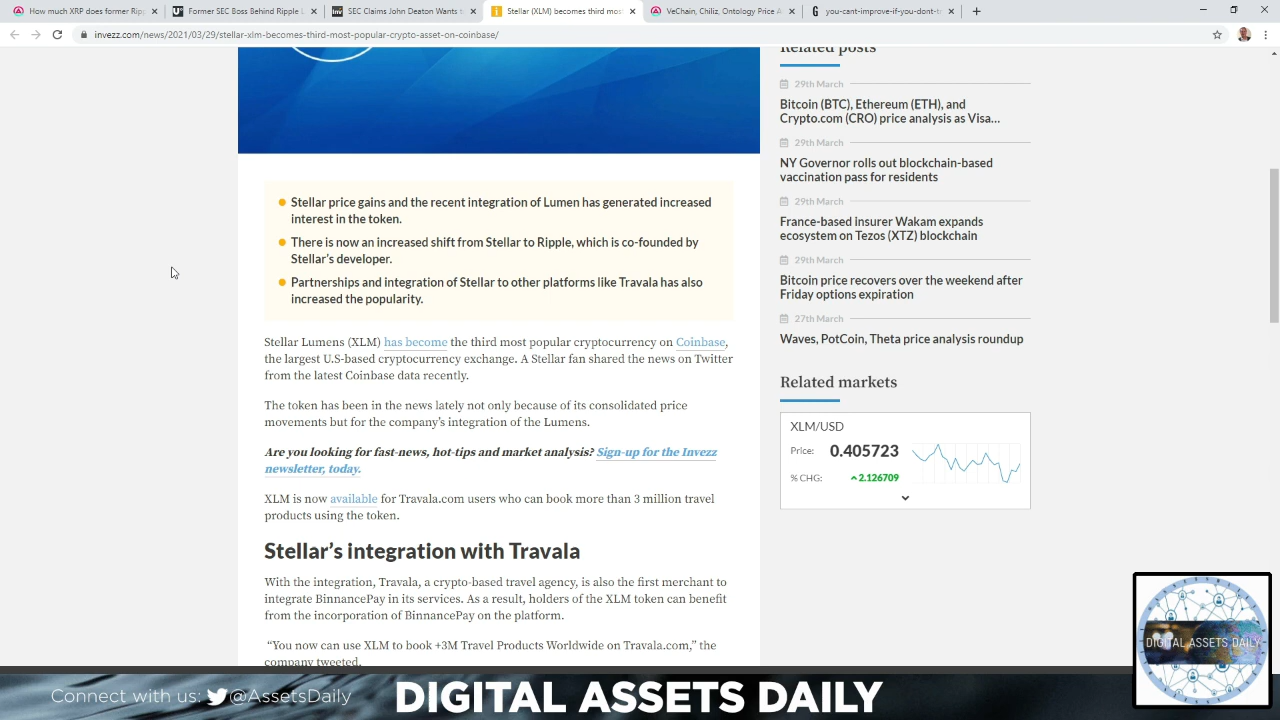 How much XRP does former Ripp
Former SEC Boss Behind Ripple L
SEC Claims John Deaton Wants t
Stellar (XLM) becomes third mos
VeChain, Chiliz, Ontology Price A
you-cant-improve-if-you-dont-t
invezz.com/news/2021/03/29/stellar-xlm-becomes-third-most-popular-crypto-asset-on-coinbase/
Stellar price gains and the recent integration of Lumen has generated increased
interest in the token.
There is now an increased shift from Stellar to Ripple, which is co-founded by
Stellar’s developer.
Partnerships and integration of Stellar to other platforms like Travala has also
increased the popularity.
Stellar Lumens (XLM) has become the third most popular cryptocurrency on Coinbase,
the largest U.S-based cryptocurrency exchange. A Stellar fan shared the news on Twitter
from the latest Coinbase data recently.
The token has been in the news lately not only because of its consolidated price
movements but for the company’s integration of the Lumens.
Are you looking for fast-news, hot-tips and market analysis? Sign-up for the Invezz
newsletter, today.
XLM is now available for Travala.com users who can book more than 3 million travel
products using the token.
Stellar’s integration with Travala
With the integration, Travala, a crypto-based travel agency, is also the first merchant to
integrate BinnancePay in its services. As a result, holders of the XLM token can benefit
from the incorporation of BinnancePay on the platform.
“You now can use XLM to book +3M Travel Products Worldwide on Travala.com,” the
company tweeted.
Related posts
29th March
Bitcoin (BTC), Ethereum (ETH), and
Crypto.com (CRO) price analysis as Visa...
29th March
NY Governor rolls out blockchain-based
vaccination pass for residents
29th March
France-based insurer Wakam expands
ecosystem on Tezos (XTZ) blockchain
29th March
Bitcoin price recovers over the weekend after
Friday options expiration
27th March
Waves, PotCoin, Theta price analysis roundup
Related markets
XLM/USD
Price: 0.405723
% CHG: 2.126709
DIGITAL ASSETS DAILY
Connect with us: @AssetsDaily
DIGITAL ASSETS DAILY